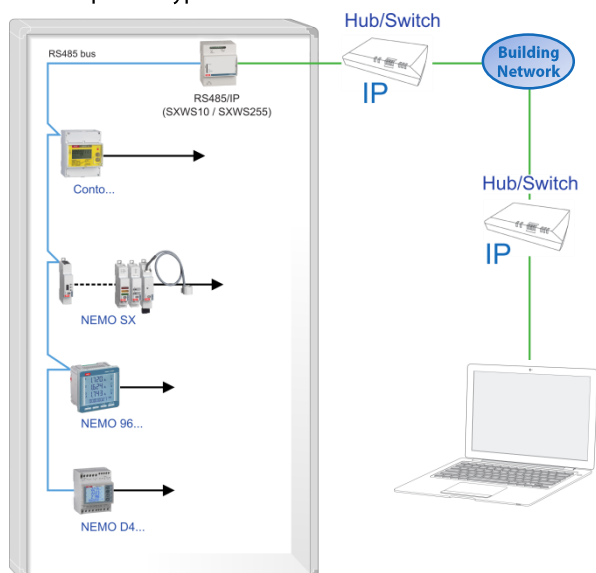 Hub/Switch
RS485 bus
Building
Network
IP
RS485/IP
(SXWS10 / SXWS255)
Conto...
Hub/Switch
IP
NEMO SX
NEMO 96...
NEMO D4...